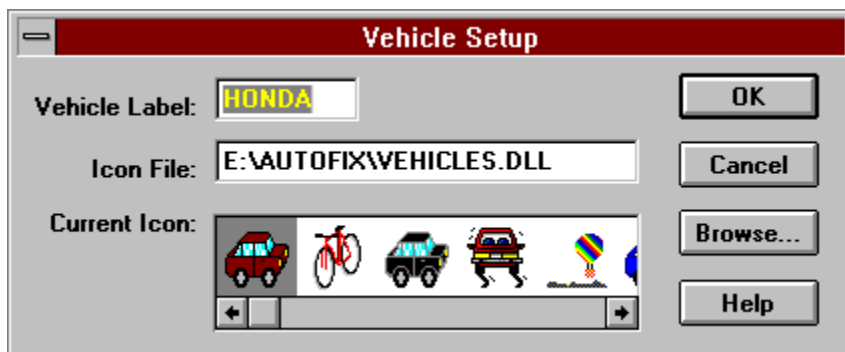 Vehicle Setup
Vehicle Label: HONDA OK
Icon File: E:\AUTOFIX\VEHICLES.DLL Cancel
Current Icon: Browse...
Help